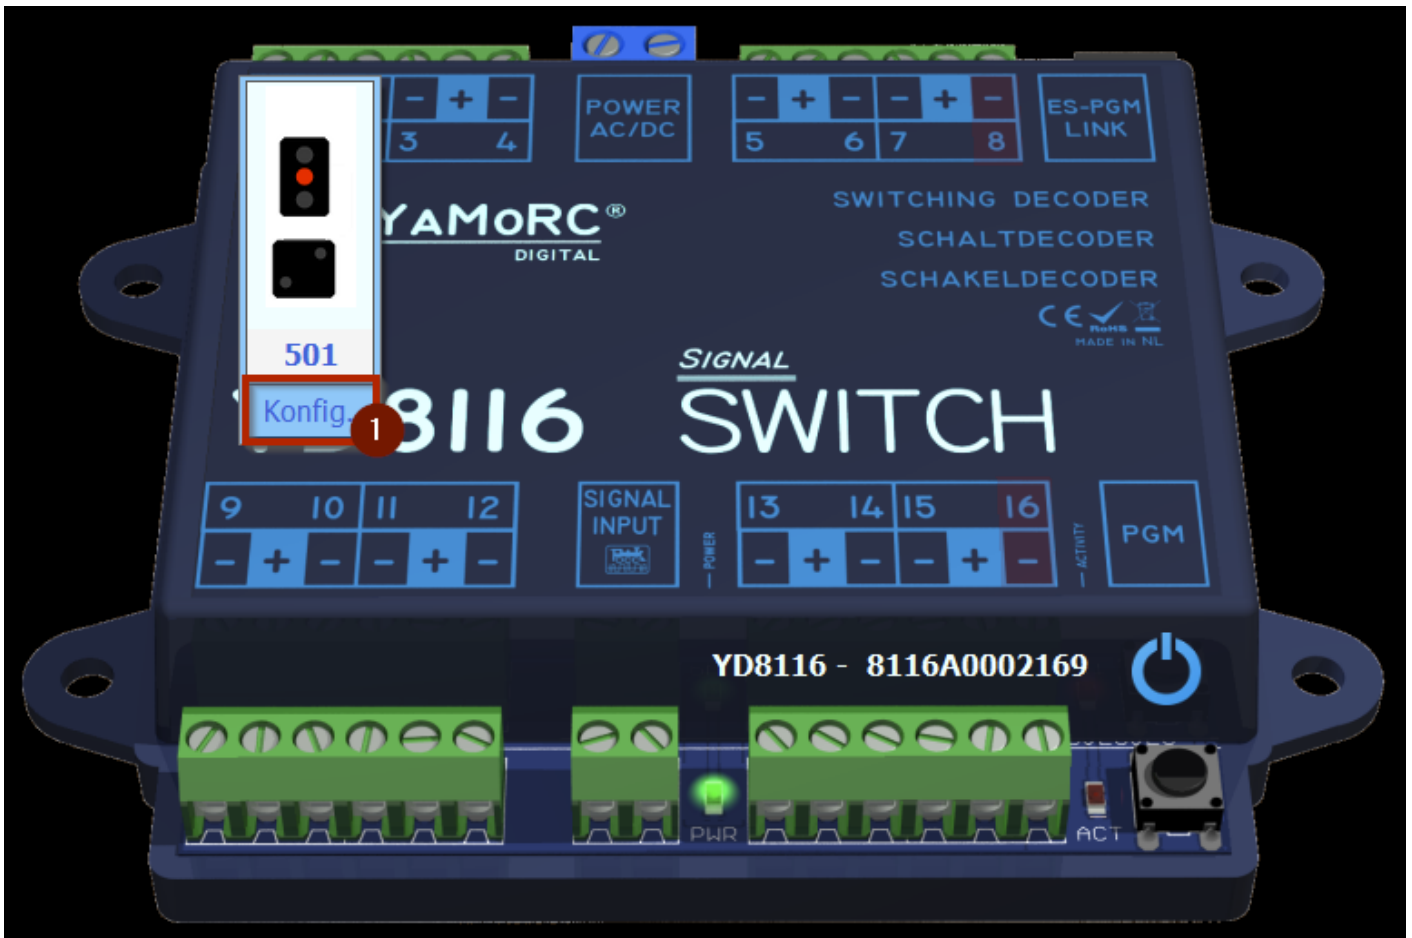 - + -
3 4
POWER
AC/DC
- + - - + -
5 6 7 8
ES-PGM
LINK
YAMORC®
DIGITAL
SWITCHING DECODER
SCHALTDECODER
SCHAKELDECODER
CE RoHS
MADE IN NL
501
Konfig.
1
8116
SIGNAL
SWITCH
9 10 11 12
- + - - + -
SIGNAL
INPUT
POWER
13 14 15 16
- + - - + -
ACTIVITY
PGM
YD8116 - 8116A0002169
PWR
ACT